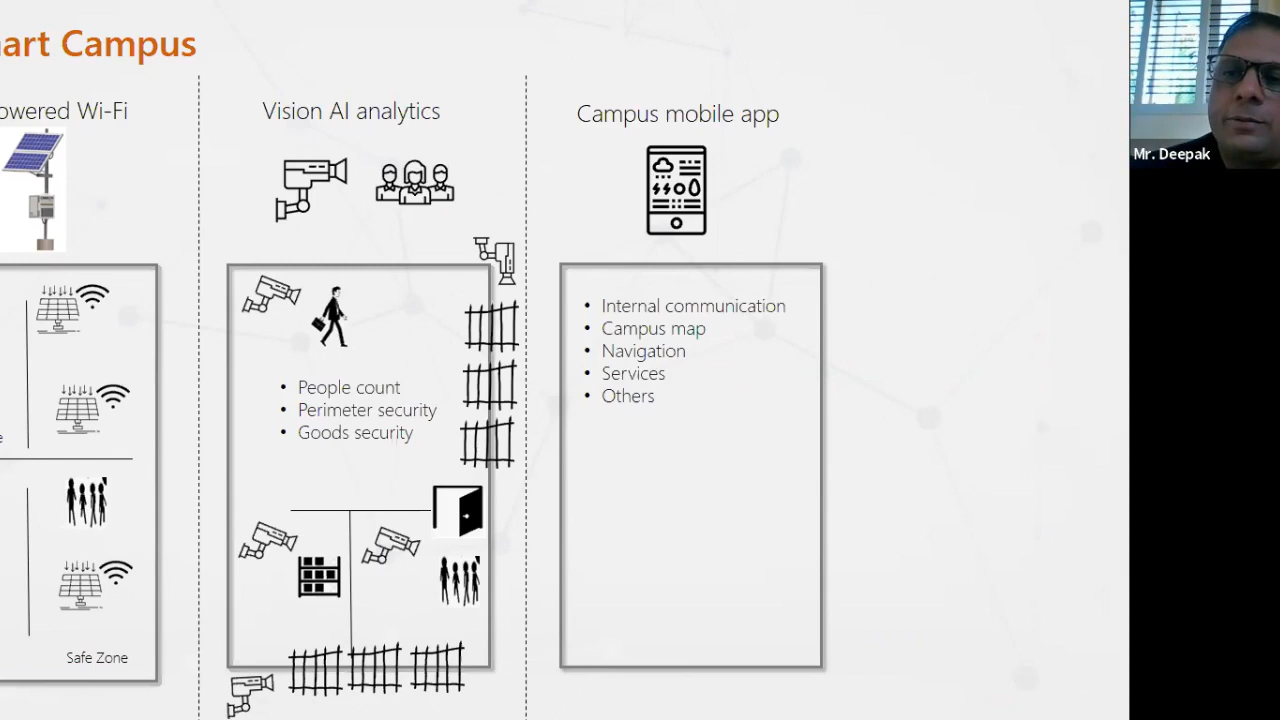 art Campus
owered Wi-Fi
Safe Zone
Vision AI analytics
• People count
• Perimeter security
• Goods security
Campus mobile app
• Internal communication
• Campus map
• Navigation
• Services
• Others
Mr. Deepak